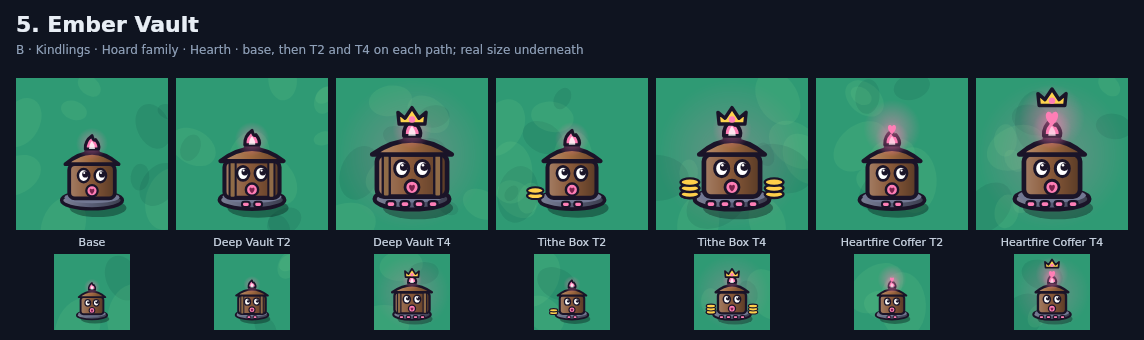 5. Ember Vault
B · Kindlings · Hoard family · Hearth · base, then T2 and T4 on each path; real size underneath
Base
Deep Vault T2
Deep Vault T4
Tithe Box T2
Tithe Box T4
Heartfire Coffer T2
Heartfire Coffer T4